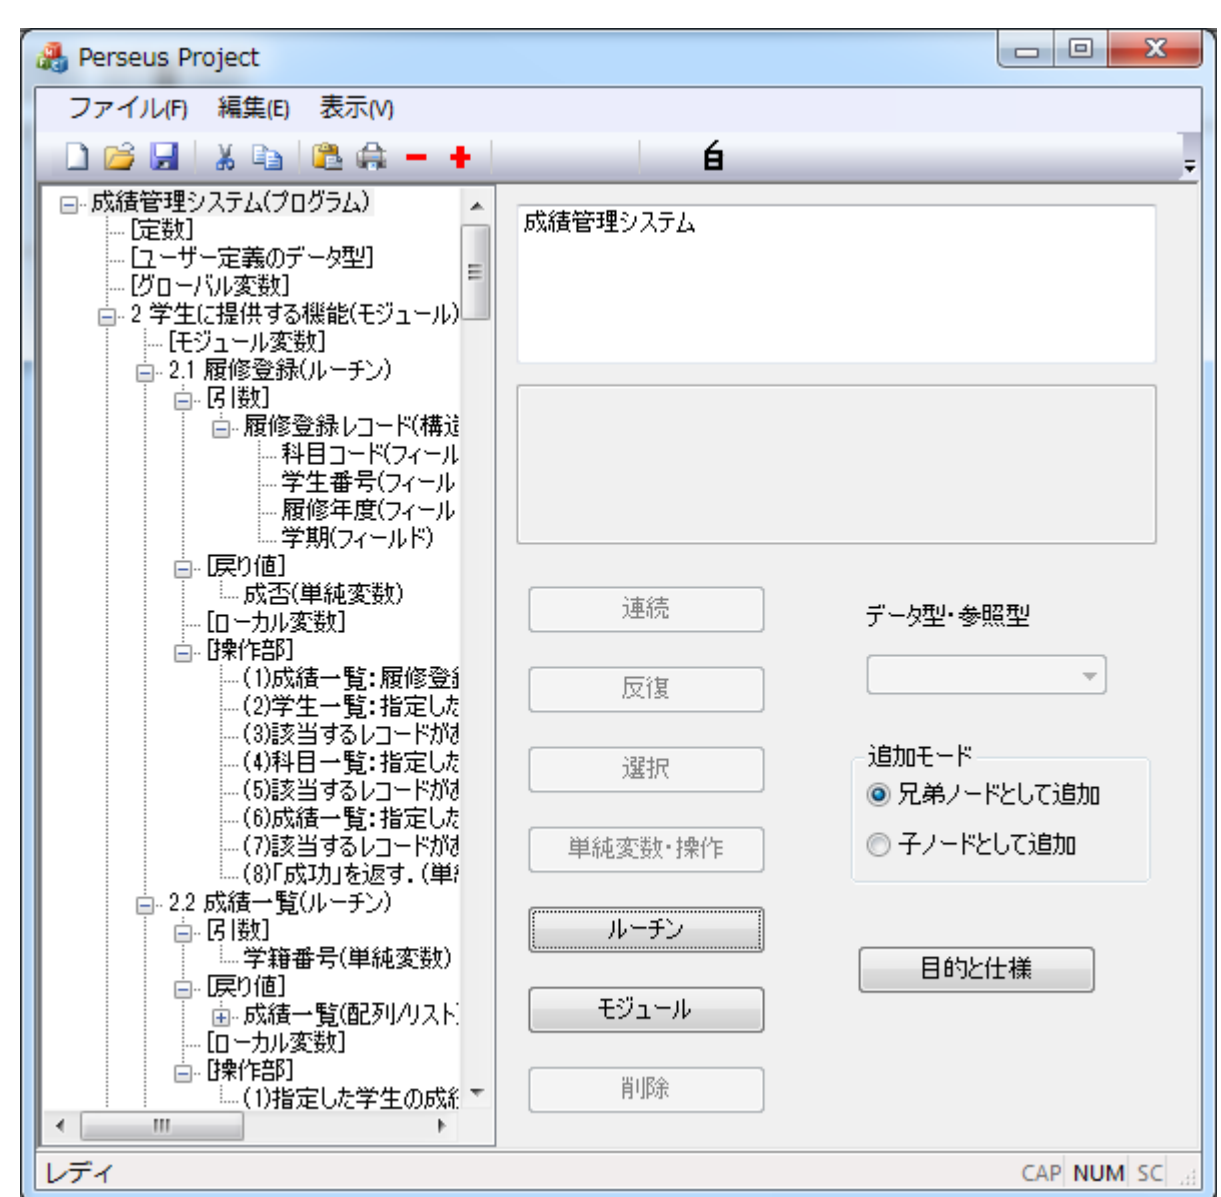 Perseus Project
ファイル(F) 編集(E) 表示(V)
成績管理システム(プログラム)
[定数]
[ユーザー定義のデータ型]
[グローバル変数]
2 学生に提供する機能(モジュール)
[モジュール変数]
2.1 履修登録(ルーチン)
[引数]
履修登録レコード(構造
科目コード(フィール
学生番号(フィール
履修年度(フィール
学期(フィールド)
[戻り値]
成否(単純変数)
[ローカル変数]
[操作部]
(1)成績一覧:履修登録
(2)学生一覧:指定した
(3)該当するレコードがあ
(4)科目一覧:指定した
(5)該当するレコードがあ
(6)成績一覧:指定した
(7)該当するレコードがあ
(8)「成功」を返す.(単純
2.2 成績一覧(ルーチン)
[引数]
学籍番号(単純変数)
[戻り値]
成績一覧(配列/リスト)
[ローカル変数]
[操作部]
(1)指定した学生の成績
成績管理システム
連続
反復
選択
単純変数・操作
ルーチン
モジュール
削除
データ型・参照型
追加モード
兄弟ノードとして追加
子ノードとして追加
目的と仕様
レディ
CAP NUM SC